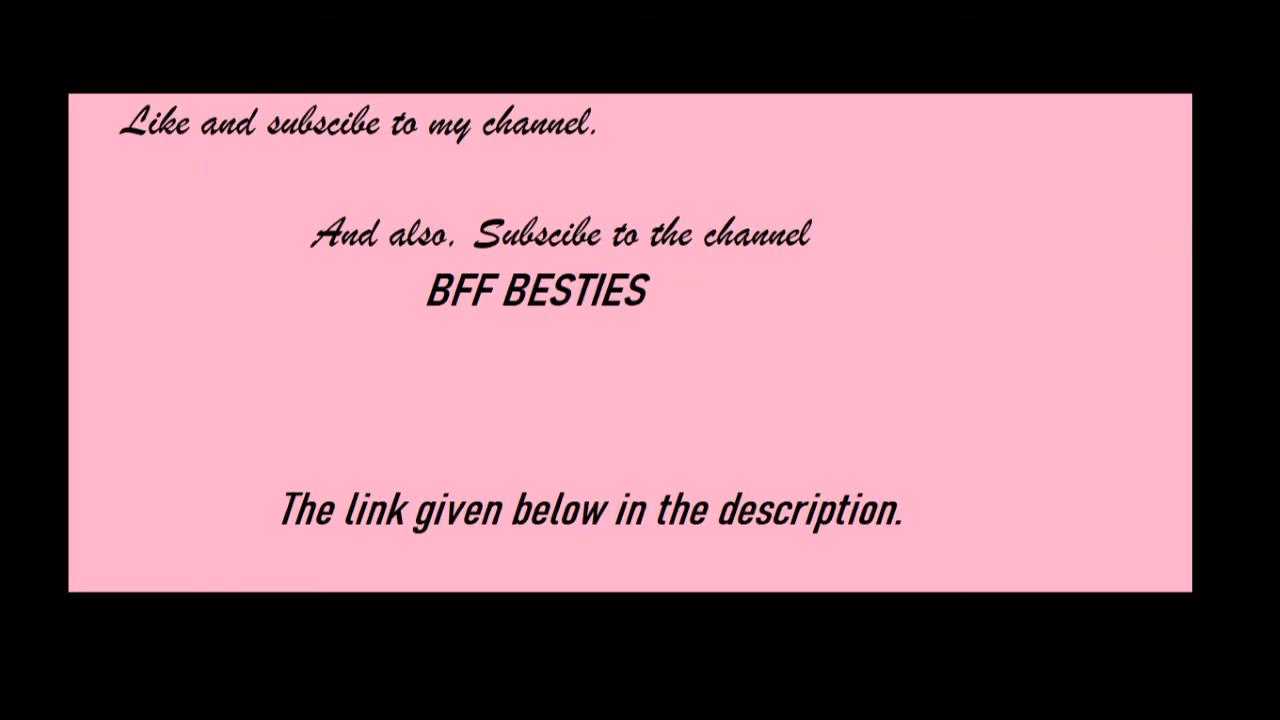 Like and subscibe to my channel.
And also, Subscibe to the channel
BFF BESTIES
The link given below in the description.